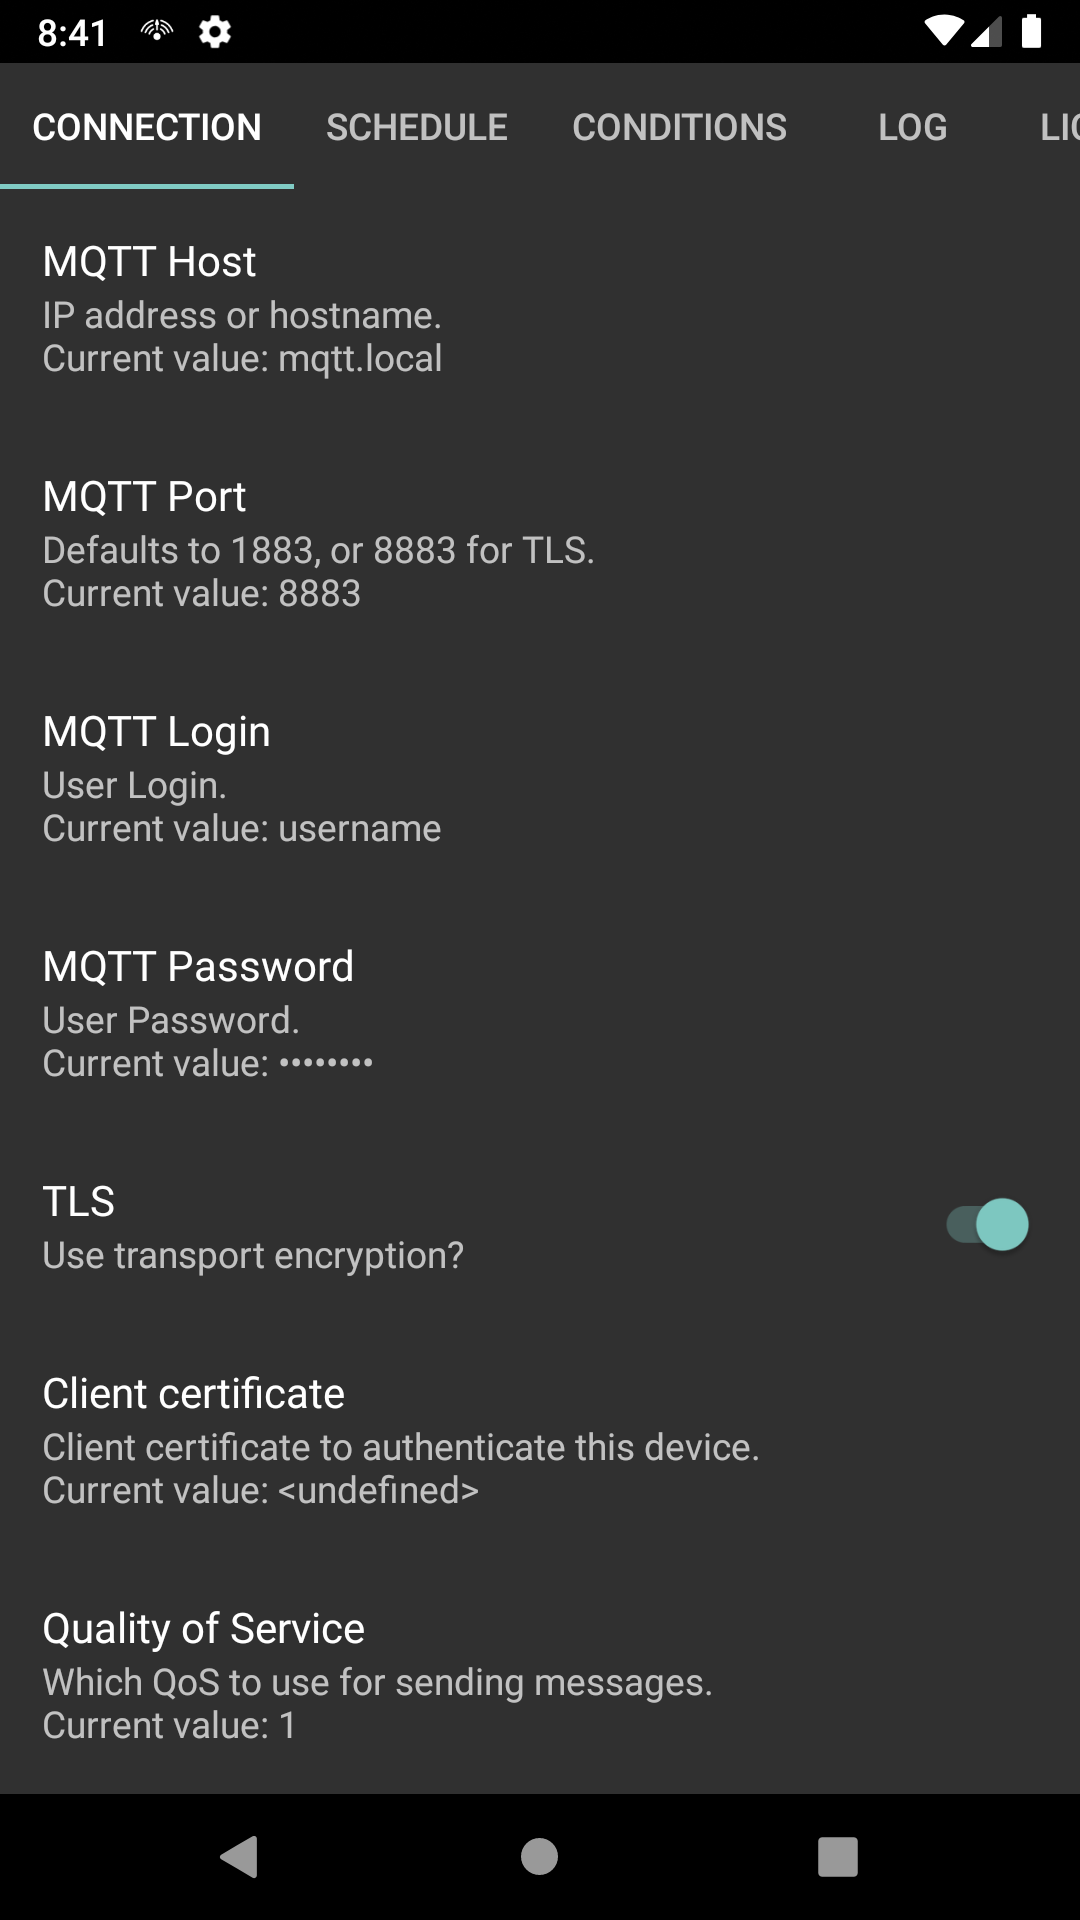 8:41
CONNECTION SCHEDULE CONDITIONS LOG
MQTT Host
IP address or hostname.
Current value: mqtt.local
MQTT Port
Defaults to 1883, or 8883 for TLS.
Current value: 8883
MQTT Login
User Login.
Current value: username
MQTT Password
User Password.
Current value: ••••••••
TLS
Use transport encryption?
Client certificate
Client certificate to authenticate this device.
Current value: <undefined>
Quality of Service
Which QoS to use for sending messages.
Current value: 1